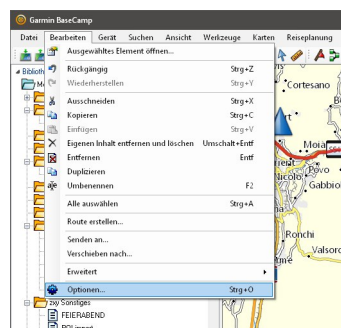 Garmin BaseCamp
Datei Bearbeiten Gerät Suchen Ansicht Werkzeuge Karten Reiseplanung
Ausgewähltes Element öffnen...
Rückgängig Strg+Z
Wiederherstellen Strg+Y
Ausschneiden Strg+X
Kopieren Strg+C
Einfügen Strg+V
Eigenen Inhalt entfernen und löschen Umschalt+Entf
Entfernen Entf
Duplizieren
Umbenennen F2
Alle auswählen Strg+A
Route erstellen...
Senden an...
Verschieben nach...
Erweitert
Optionen... Strg+O
Biblioth
zxy Sonstiges
FEIERABEND
Cortesano
Moia
Povo
Gabbio
Ronchi
Valsor